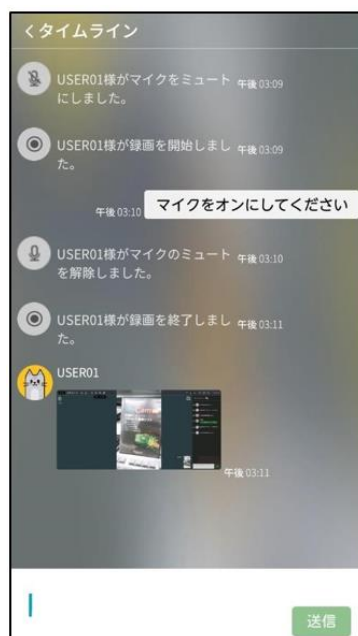 くタイムライン
USER01様がマイクをミュート 午後 03:09
にしました。
USER01様が録画を開始しまし 午後 03:09
た。
午後 03:10 マイクをオンにしてください
USER01様がマイクのミュート 午後 03:10
を解除しました。
USER01様が録画を終了しまし 午後 03:11
た。
USER01
午後 03:11
送信